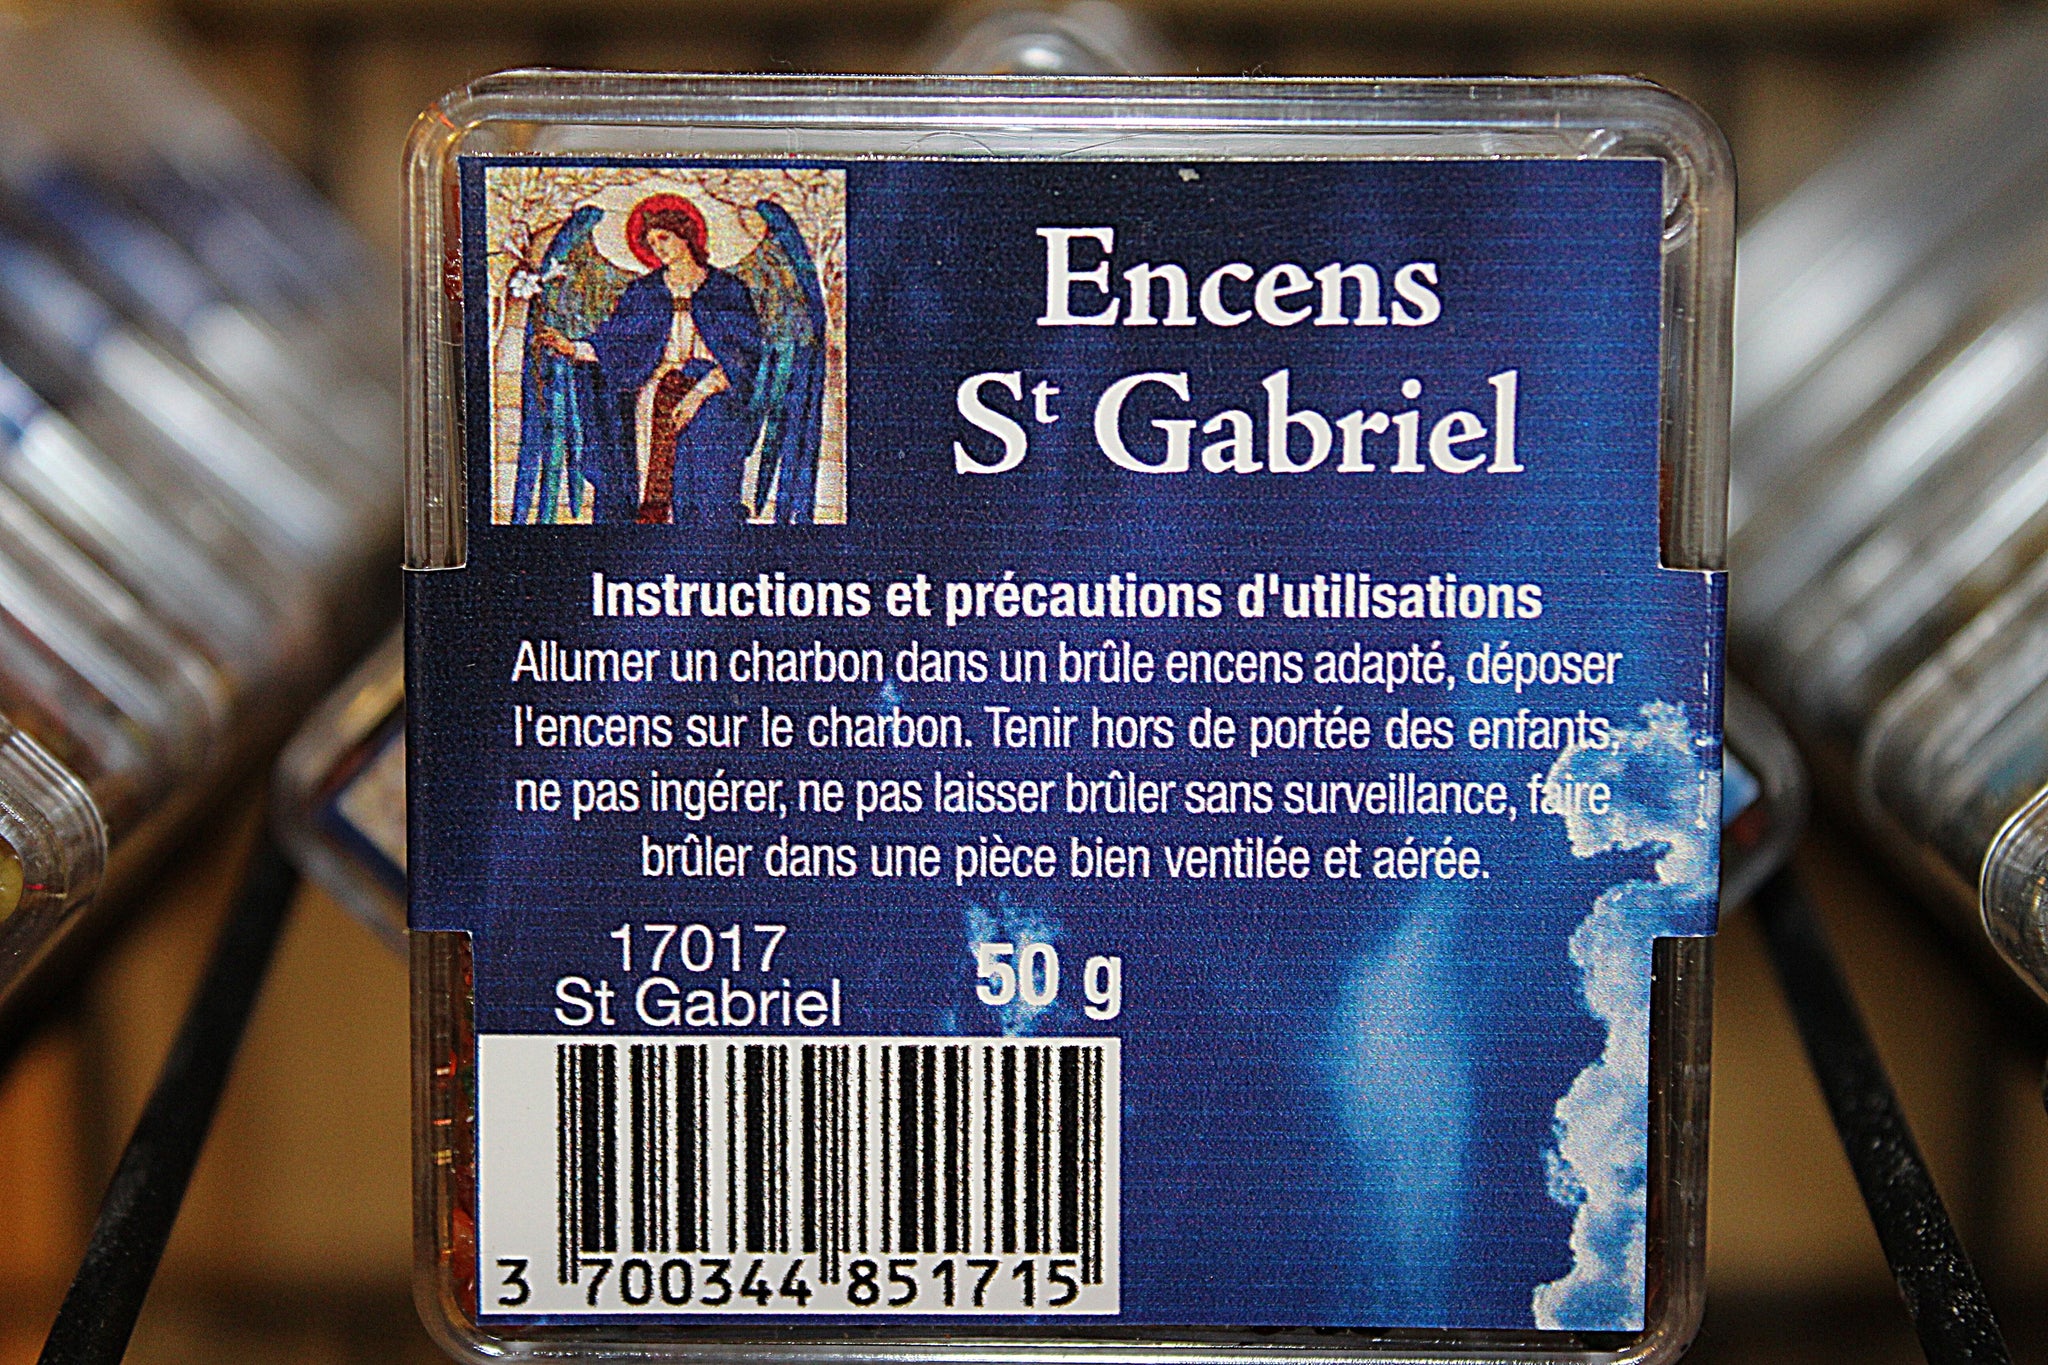 Encens
St Gabriel
Instructions et précautions d'utilisations
Allumer un charbon dans un brûle encens adapté, déposer
l'encens sur le charbon. Tenir hors de portée des enfants,
ne pas ingérer, ne pas laisser brûler sans surveillance, faire
brûler dans une pièce bien ventilée et aérée.
17017
St Gabriel
50 g
3 700344 851715